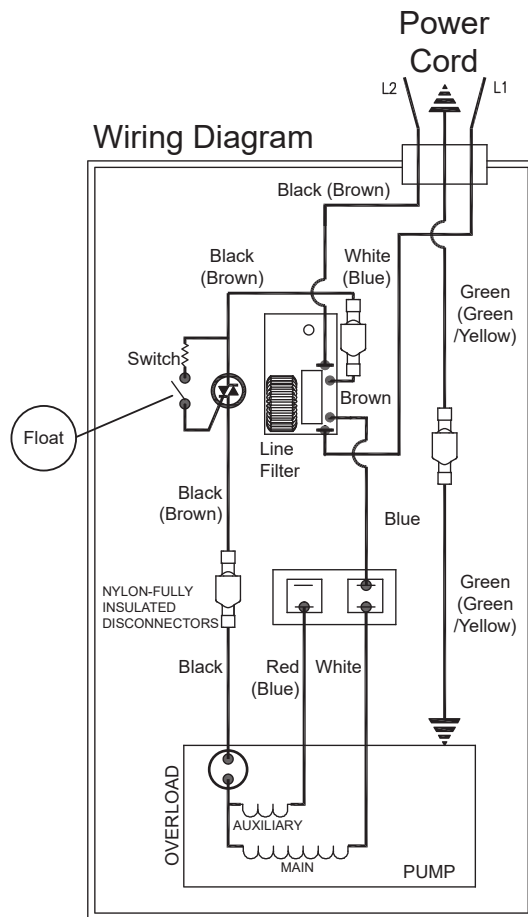 Power
Cord
L2
L1
Wiring Diagram
Black (Brown)
Black
(Brown)
White
(Blue)
Green
(Green
/Yellow)
Switch
Brown
Float
Line
Filter
Black
(Brown)
Blue
NYLON-FULLY
INSULATED
DISCONNECTORS
Green
(Green
/Yellow)
Black
Red
(Blue)
White
OVERLOAD
AUXILIARY
MAIN
PUMP